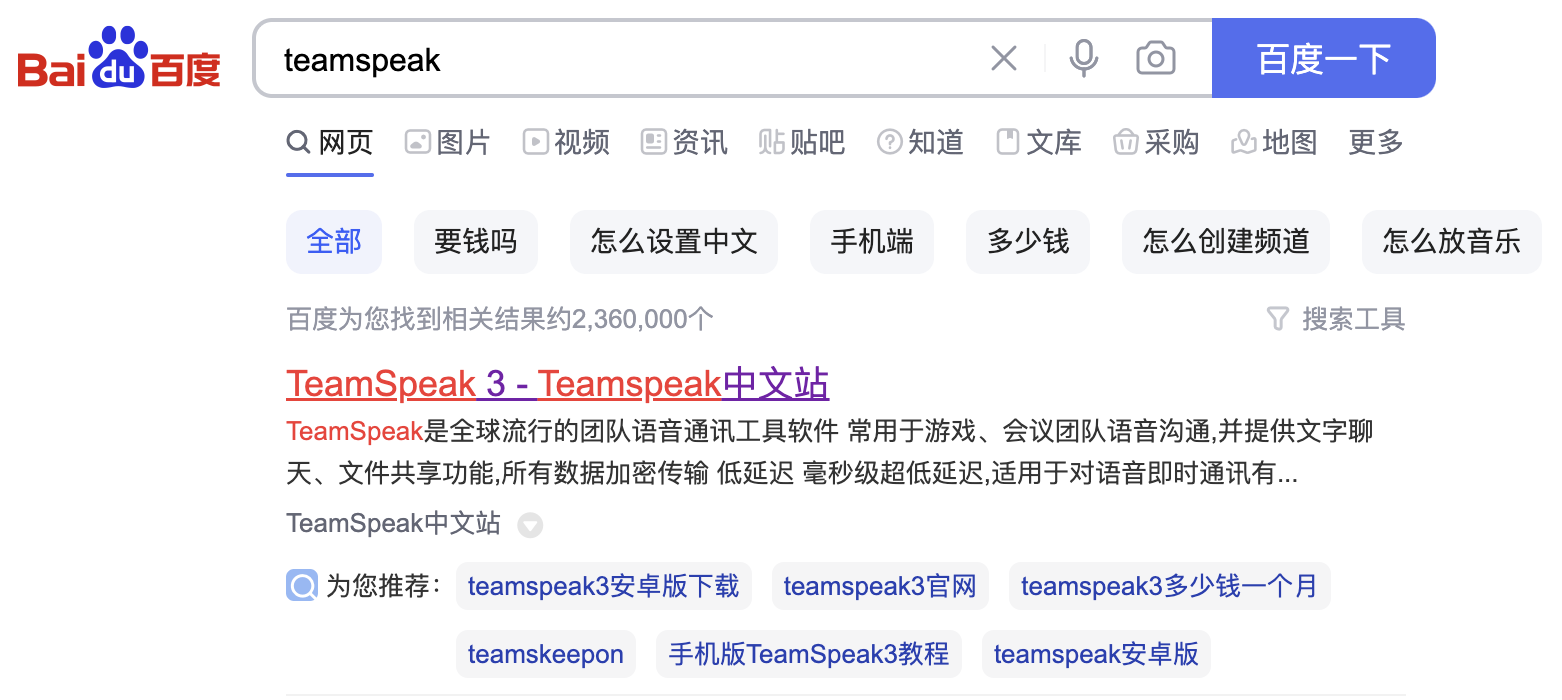 Bai du 百度 teamspeak 百度一下
网页 图片 视频 资讯 贴吧 知道 文库 采购 地图 更多
全部 要钱吗 怎么设置中文 手机端 多少钱 怎么创建频道 怎么放音乐
百度为您找到相关结果约2,360,000个 搜索工具
TeamSpeak 3 - Teamspeak中文站
TeamSpeak是全球流行的团队语音通讯工具软件 常用于游戏、会议团队语音沟通,并提供文字聊
天、文件共享功能,所有数据加密传输 低延迟 毫秒级超低延迟,适用于对语音即时通讯有...
TeamSpeak中文站
为您推荐: teamspeak3安卓版下载 teamspeak3官网 teamspeak3多少钱一个月
teamskeepon 手机版TeamSpeak3教程 teamspeak安卓版